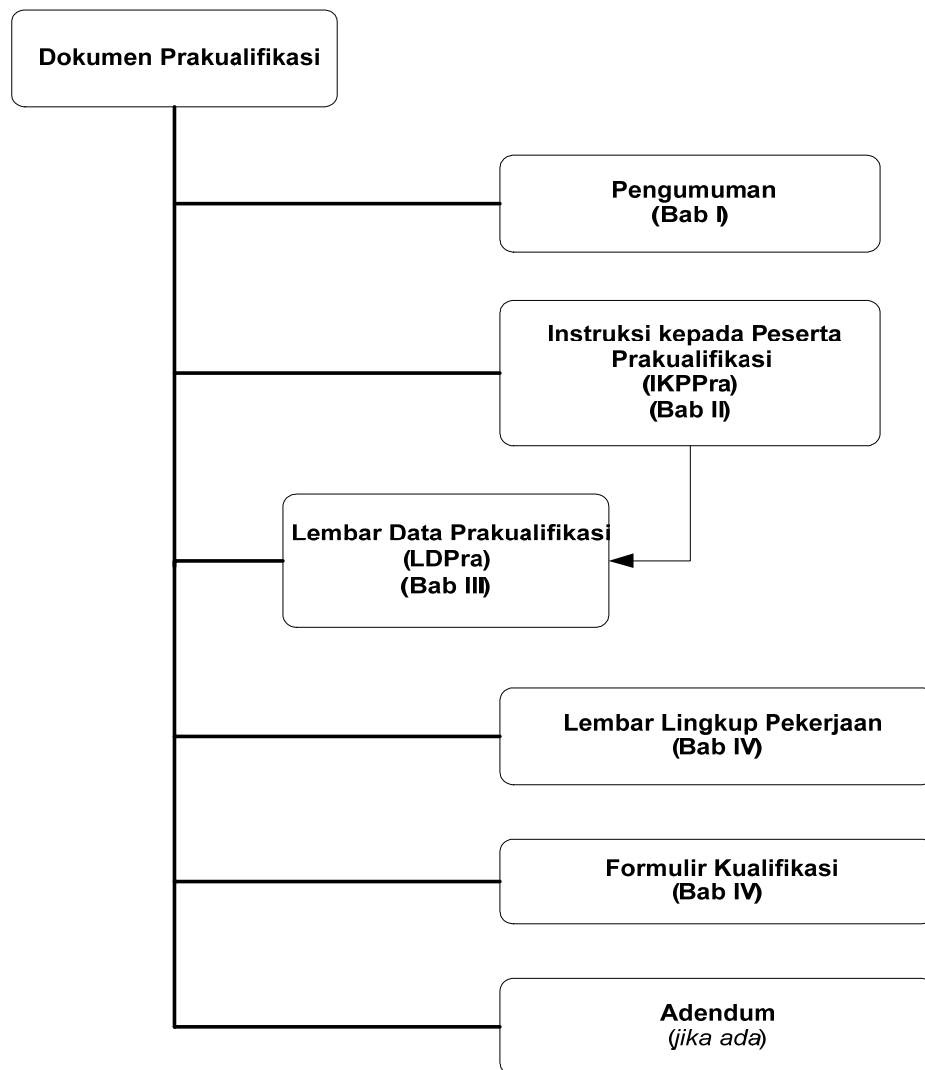 Dokumen Prakualifikasi
Pengumuman
(Bab I)
Instruksi kepada Peserta
Prakualifikasi
(IKPPra)
(Bab II)
Lembar Data Prakualifikasi
(LDPra)
(Bab III)
Lembar Lingkup Pekerjaan
(Bab IV)
Formulir Kualifikasi
(Bab IV)
Adendum
(jika ada)